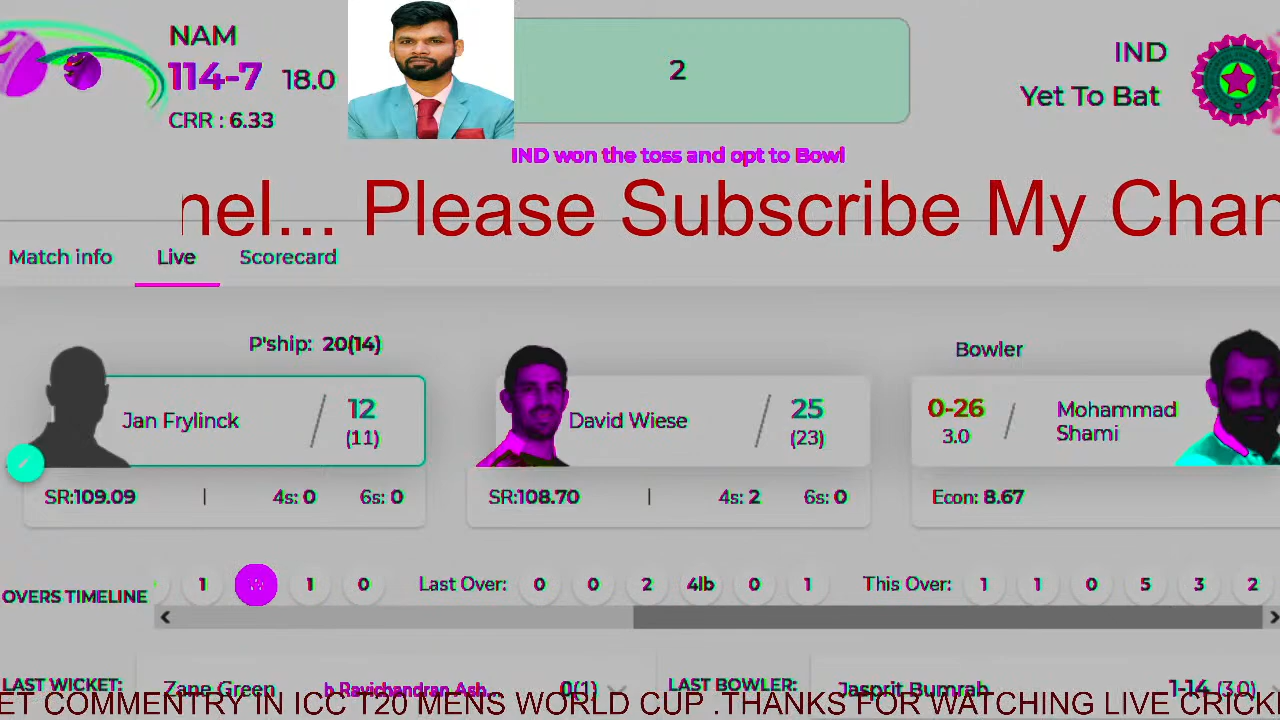 NAM
114-7 18.0
CRR : 6.33
2
IND
Yet To Bat
IND won the toss and opt to Bowl
nel... Please Subscribe My Chan
Match info Live Scorecard
P'ship: 20(14)
Bowler
Jan Frylinck 12 (11)
David Wiese 25 (23)
0-26 3.0 Mohammad Shami
SR:109.09 | 4s: 0 6s: 0
SR:108.70 | 4s: 2 6s: 0
Econ: 8.67
OVERS TIMELINE 1 1 0 Last Over: 0 0 2 4lb 0 1 This Over: 1 1 0 5 3 2
LAST WICKET: Zane Green b Ravichandran Ash... 0(1) LAST BOWLER: Jasprit Bumrah 1-14 (3.0)
ET COMMENTRY IN ICC T20 MENS WORLD CUP .THANKS FOR WATCHING LIVE CRICK